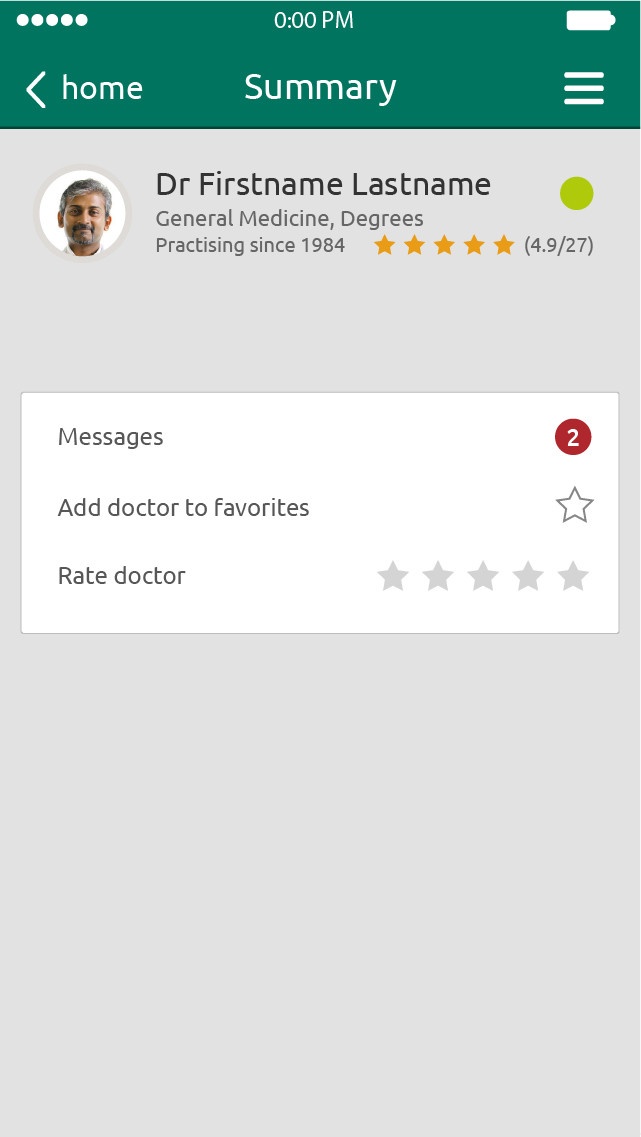 0:00 PM
home Summary
Dr Firstname Lastname
General Medicine, Degrees
Practising since 1984 (4.9/27)
Messages 2
Add doctor to favorites
Rate doctor